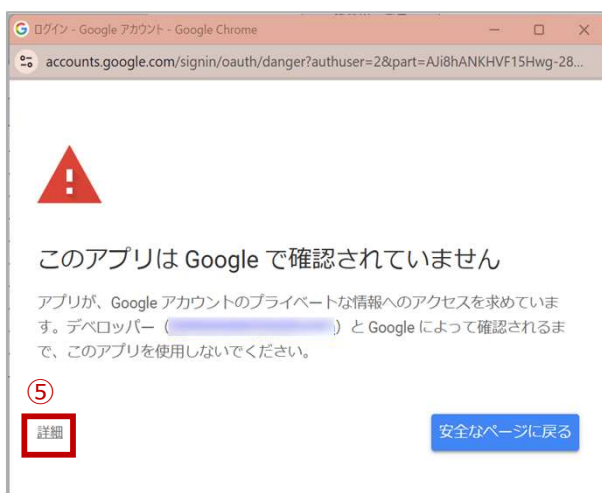 ログイン - Google アカウント - Google Chrome
accounts.google.com/signin/oauth/danger?authuser=2&part=AJi8hANKHVF15Hwg-28...
このアプリは Google で確認されていません
アプリが、Google アカウントのプライベートな情報へのアクセスを求めていま
す。デベロッパー（）と Google によって確認されるま
で、このアプリを使用しないでください。
⑤
詳細
安全なページに戻る